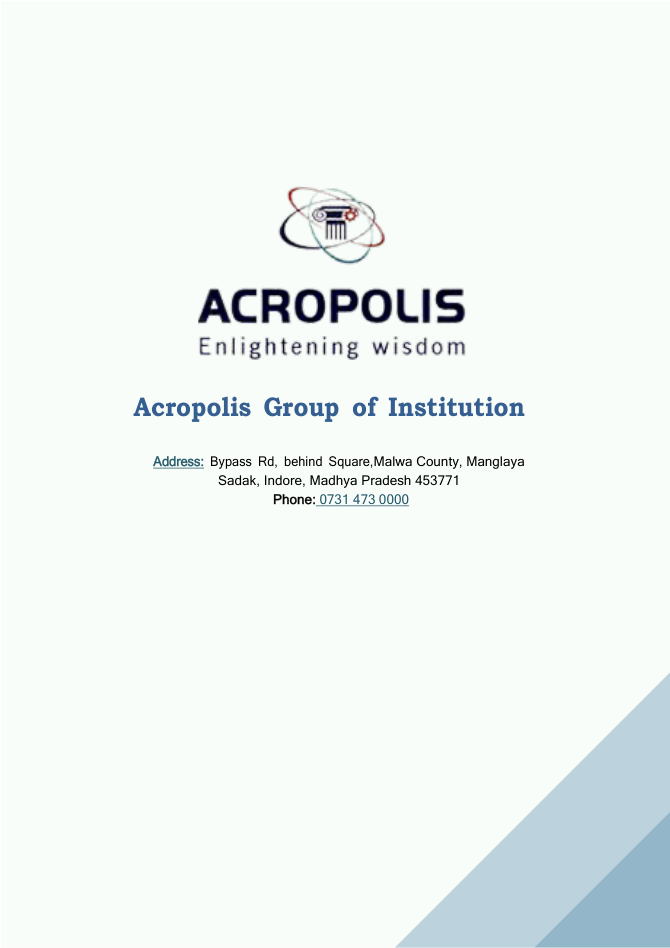 ACROPOLIS
Enlightening wisdom
Acropolis Group of Institution
Address: Bypass Rd, behind Square,Malwa County, Manglaya
Sadak, Indore, Madhya Pradesh 453771
Phone: 0731 473 0000